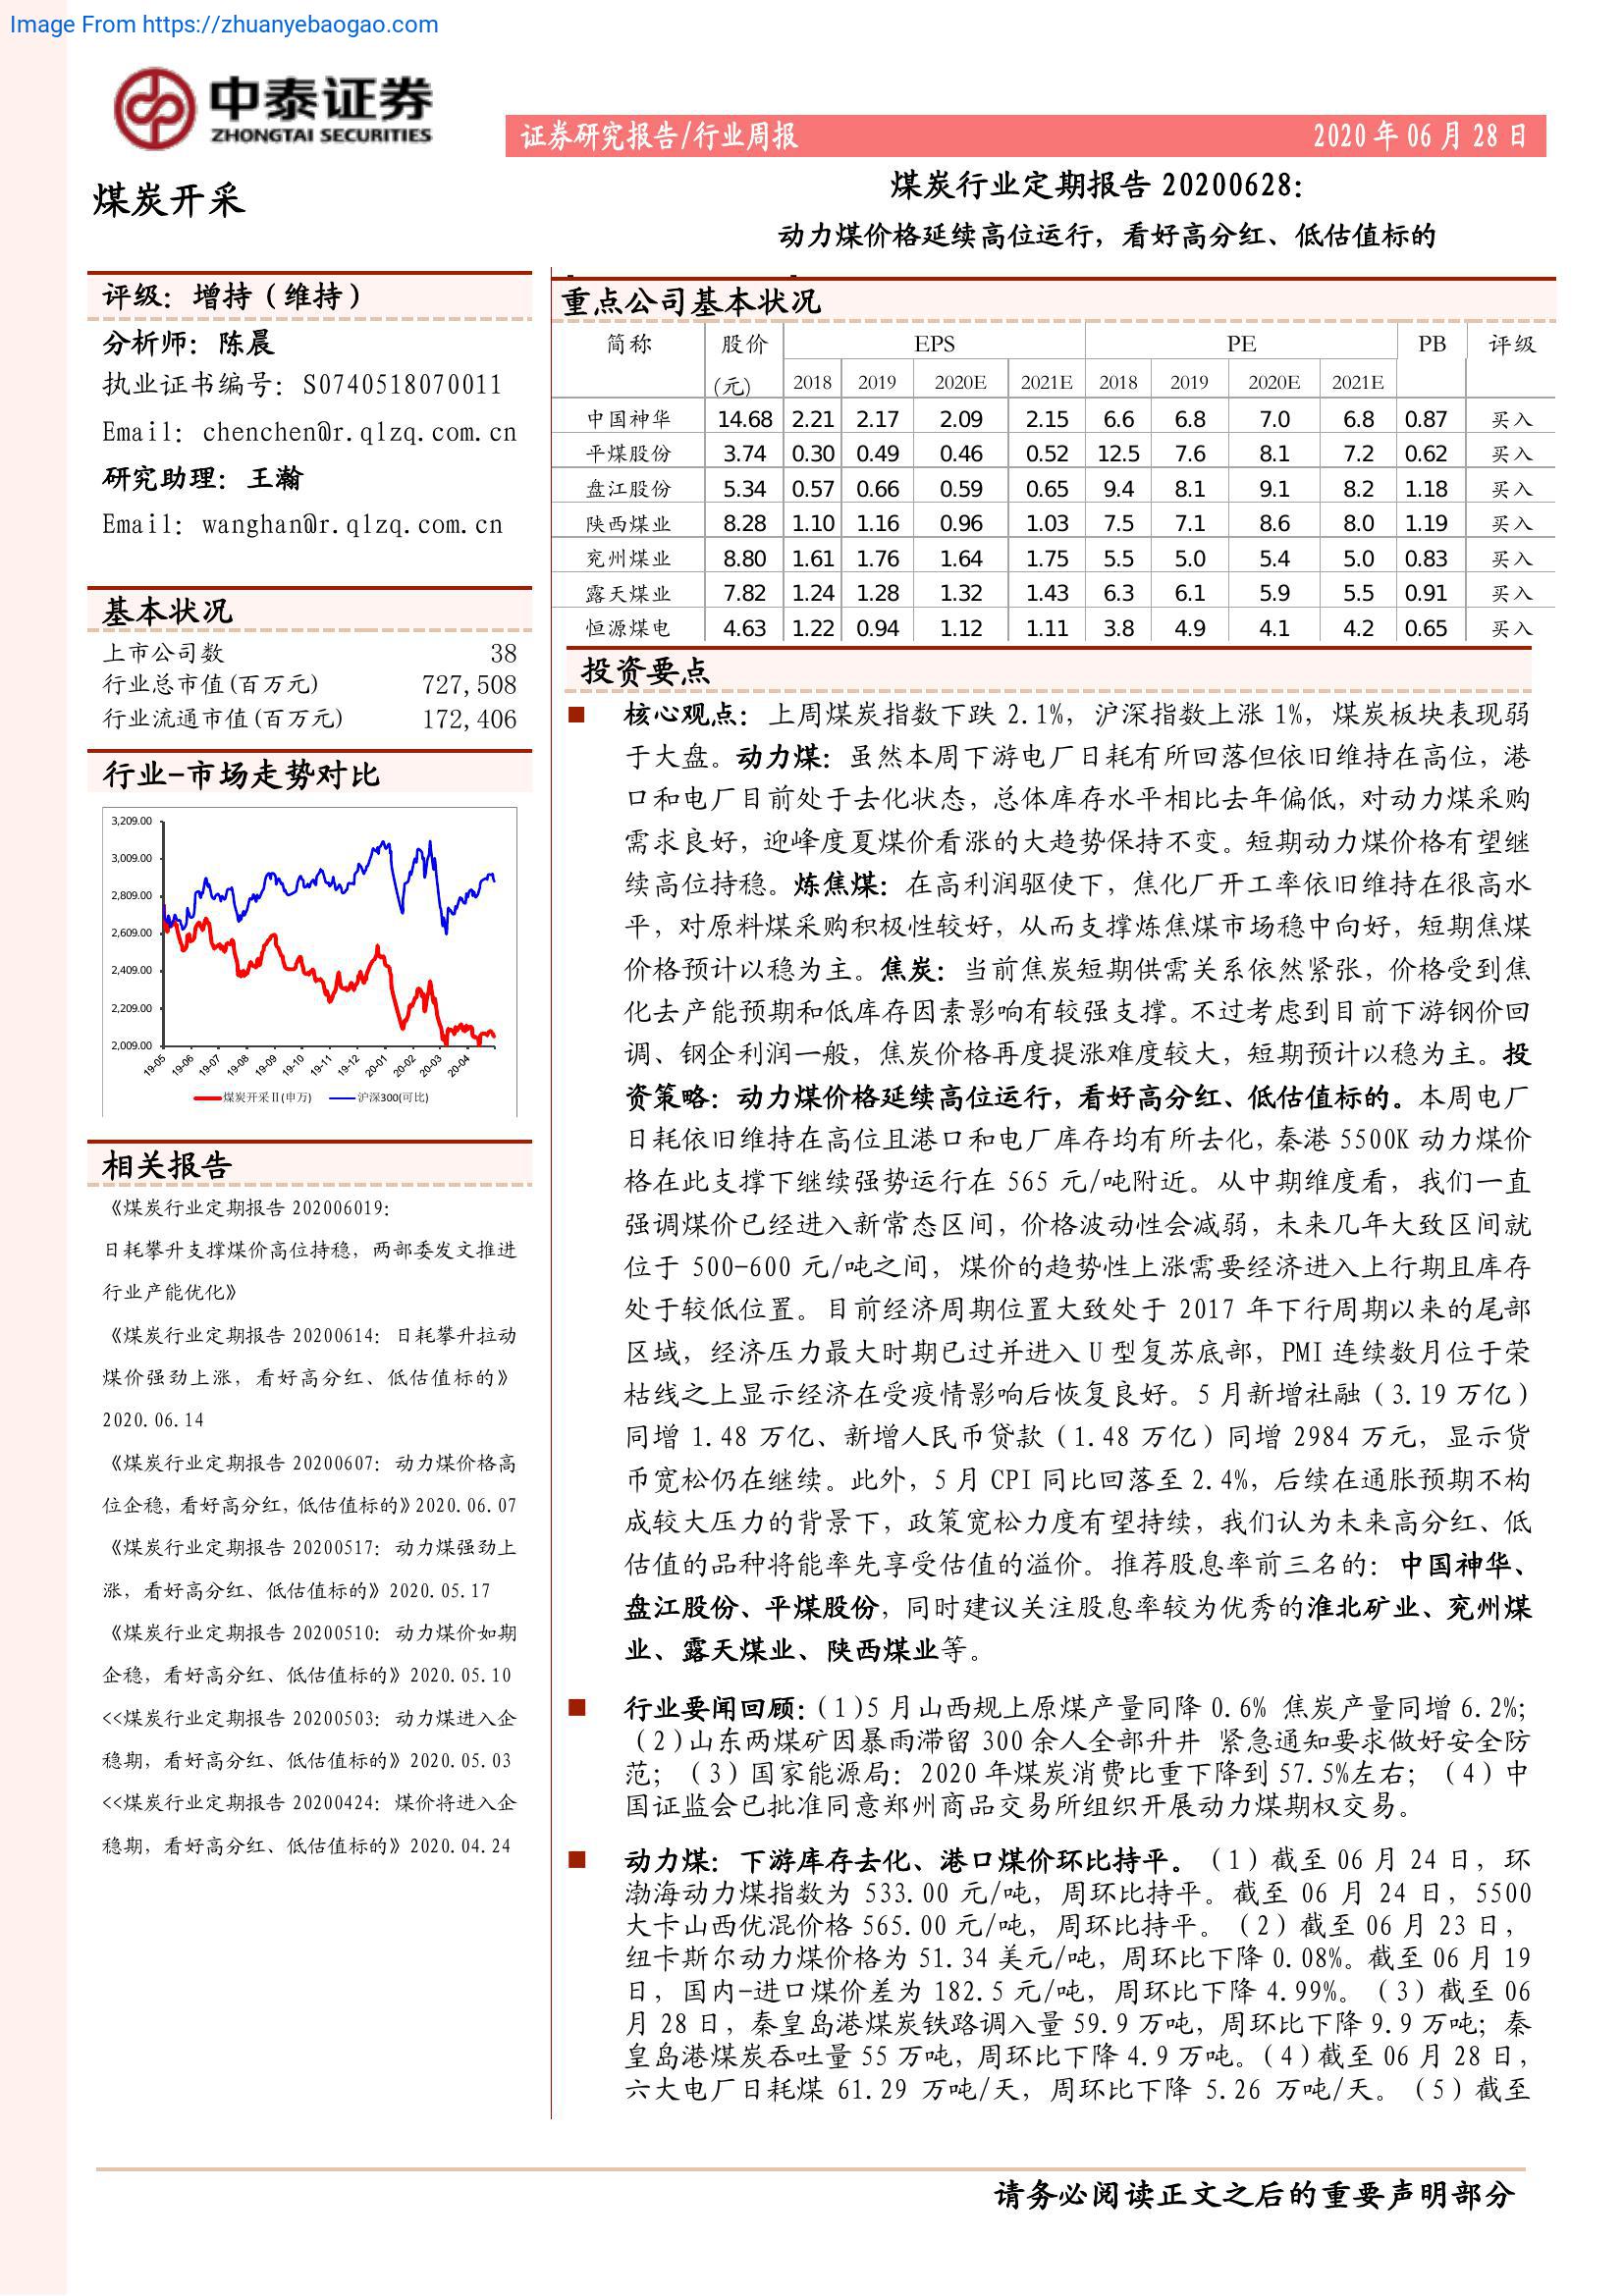 Image From https://zhuanyebaogao.com
中泰证券
ZHONGTAI SECURITIES
证券研究报告/行业周报 2020 年 06 月 28 日
煤炭开采
煤炭行业定期报告 20200628：
动力煤价格延续高位运行，看好高分红、低估值标的
评级：增持（维持）
分析师：陈晨
执业证书编号：S0740518070011
Email：chenchen@r.qlzq.com.cn
研究助理：王瀚
Email：wanghan@r.qlzq.com.cn
基本状况
上市公司数 38
行业总市值(百万元) 727,508
行业流通市值(百万元) 172,406
行业-市场走势对比
3,209.00
3,009.00
2,809.00
2,609.00
2,409.00
2,209.00
2,009.00
19-05 19-06 19-07 19-08 19-09 19-10 19-11 19-12 20-01 20-02 20-03 20-04
煤炭开采Ⅱ(申万) 沪深300(可比)
相关报告
《煤炭行业定期报告 202006019：
日耗攀升支撑煤价高位持稳，两部委发文推进
行业产能优化》
《煤炭行业定期报告 20200614：日耗攀升拉动
煤价强劲上涨，看好高分红、低估值标的》
2020.06.14
《煤炭行业定期报告 20200607：动力煤价格高
位企稳，看好高分红，低估值标的》2020.06.07
《煤炭行业定期报告 20200517：动力煤强劲上
涨，看好高分红、低估值标的》2020.05.17
《煤炭行业定期报告 20200510：动力煤价如期
企稳，看好高分红、低估值标的》2020.05.10
<<煤炭行业定期报告 20200503：动力煤进入企
稳期，看好高分红、低估值标的》2020.05.03
<<煤炭行业定期报告 20200424：煤价将进入企
稳期，看好高分红、低估值标的》2020.04.24
重点公司基本状况
简称 股价 EPS PE PB 评级
(元) 2018 2019 2020E 2021E 2018 2019 2020E 2021E
中国神华 14.68 2.21 2.17 2.09 2.15 6.6 6.8 7.0 6.8 0.87 买入
平煤股份 3.74 0.30 0.49 0.46 0.52 12.5 7.6 8.1 7.2 0.62 买入
盘江股份 5.34 0.57 0.66 0.59 0.65 9.4 8.1 9.1 8.2 1.18 买入
陕西煤业 8.28 1.10 1.16 0.96 1.03 7.5 7.1 8.6 8.0 1.19 买入
兖州煤业 8.80 1.61 1.76 1.64 1.75 5.5 5.0 5.4 5.0 0.83 买入
露天煤业 7.82 1.24 1.28 1.32 1.43 6.3 6.1 5.9 5.5 0.91 买入
恒源煤电 4.63 1.22 0.94 1.12 1.11 3.8 4.9 4.1 4.2 0.65 买入
投资要点
核心观点：上周煤炭指数下跌 2.1%，沪深指数上涨 1%，煤炭板块表现弱
于大盘。动力煤：虽然本周下游电厂日耗有所回落但依旧维持在高位，港
口和电厂目前处于去化状态，总体库存水平相比去年偏低，对动力煤采购
需求良好，迎峰度夏煤价看涨的大趋势保持不变。短期动力煤价格有望继
续高位持稳。炼焦煤：在高利润驱使下，焦化厂开工率依旧维持在很高水
平，对原料煤采购积极性较好，从而支撑炼焦煤市场稳中向好，短期焦煤
价格预计以稳为主。焦炭：当前焦炭短期供需关系依然紧张，价格受到焦
化去产能预期和低库存因素影响有较强支撑。不过考虑到目前下游钢价回
调、钢企利润一般，焦炭价格再度提涨难度较大，短期预计以稳为主。投
资策略：动力煤价格延续高位运行，看好高分红、低估值标的。本周电厂
日耗依旧维持在高位且港口和电厂库存均有所去化，秦港 5500K 动力煤价
格在此支撑下继续强势运行在 565 元/吨附近。从中期维度看，我们一直
强调煤价已经进入新常态区间，价格波动性会减弱，未来几年大致区间就
位于 500-600 元/吨之间，煤价的趋势性上涨需要经济进入上行期且库存
处于较低位置。目前经济周期位置大致处于 2017 年下行周期以来的尾部
区域，经济压力最大时期已过并进入 U 型复苏底部，PMI 连续数月位于荣
枯线之上显示经济在受疫情影响后恢复良好。5 月新增社融（3.19 万亿）
同增 1.48 万亿、新增人民币贷款（1.48 万亿）同增 2984 万元，显示货
币宽松仍在继续。此外，5 月 CPI 同比回落至 2.4%，后续在通胀预期不构
成较大压力的背景下，政策宽松力度有望持续，我们认为未来高分红、低
估值的品种将能率先享受估值的溢价。推荐股息率前三名的：中国神华、
盘江股份、平煤股份，同时建议关注股息率较为优秀的淮北矿业、兖州煤
业、露天煤业、陕西煤业等。
行业要闻回顾：(1)5 月山西规上原煤产量同降 0.6% 焦炭产量同增 6.2%；
（2)山东两煤矿因暴雨滞留 300 余人全部升井 紧急通知要求做好安全防
范；（3）国家能源局：2020 年煤炭消费比重下降到 57.5%左右；（4）中
国证监会已批准同意郑州商品交易所组织开展动力煤期权交易。
动力煤：下游库存去化、港口煤价环比持平。（1）截至 06 月 24 日，环
渤海动力煤指数为 533.00 元/吨，周环比持平。截至 06 月 24 日，5500
大卡山西优混价格 565.00 元/吨，周环比持平。（2）截至 06 月 23 日，
纽卡斯尔动力煤价格为 51.34 美元/吨，周环比下降 0.08%。截至 06 月 19
日，国内-进口煤价差为 182.5 元/吨，周环比下降 4.99%。（3）截至 06
月 28 日，秦皇岛港煤炭铁路调入量 59.9 万吨，周环比下降 9.9 万吨；秦
皇岛港煤炭吞吐量 55 万吨，周环比下降 4.9 万吨。(4)截至 06 月 28 日，
六大电厂日耗煤 61.29 万吨/天，周环比下降 5.26 万吨/天。（5）截至
请务必阅读正文之后的重要声明部分